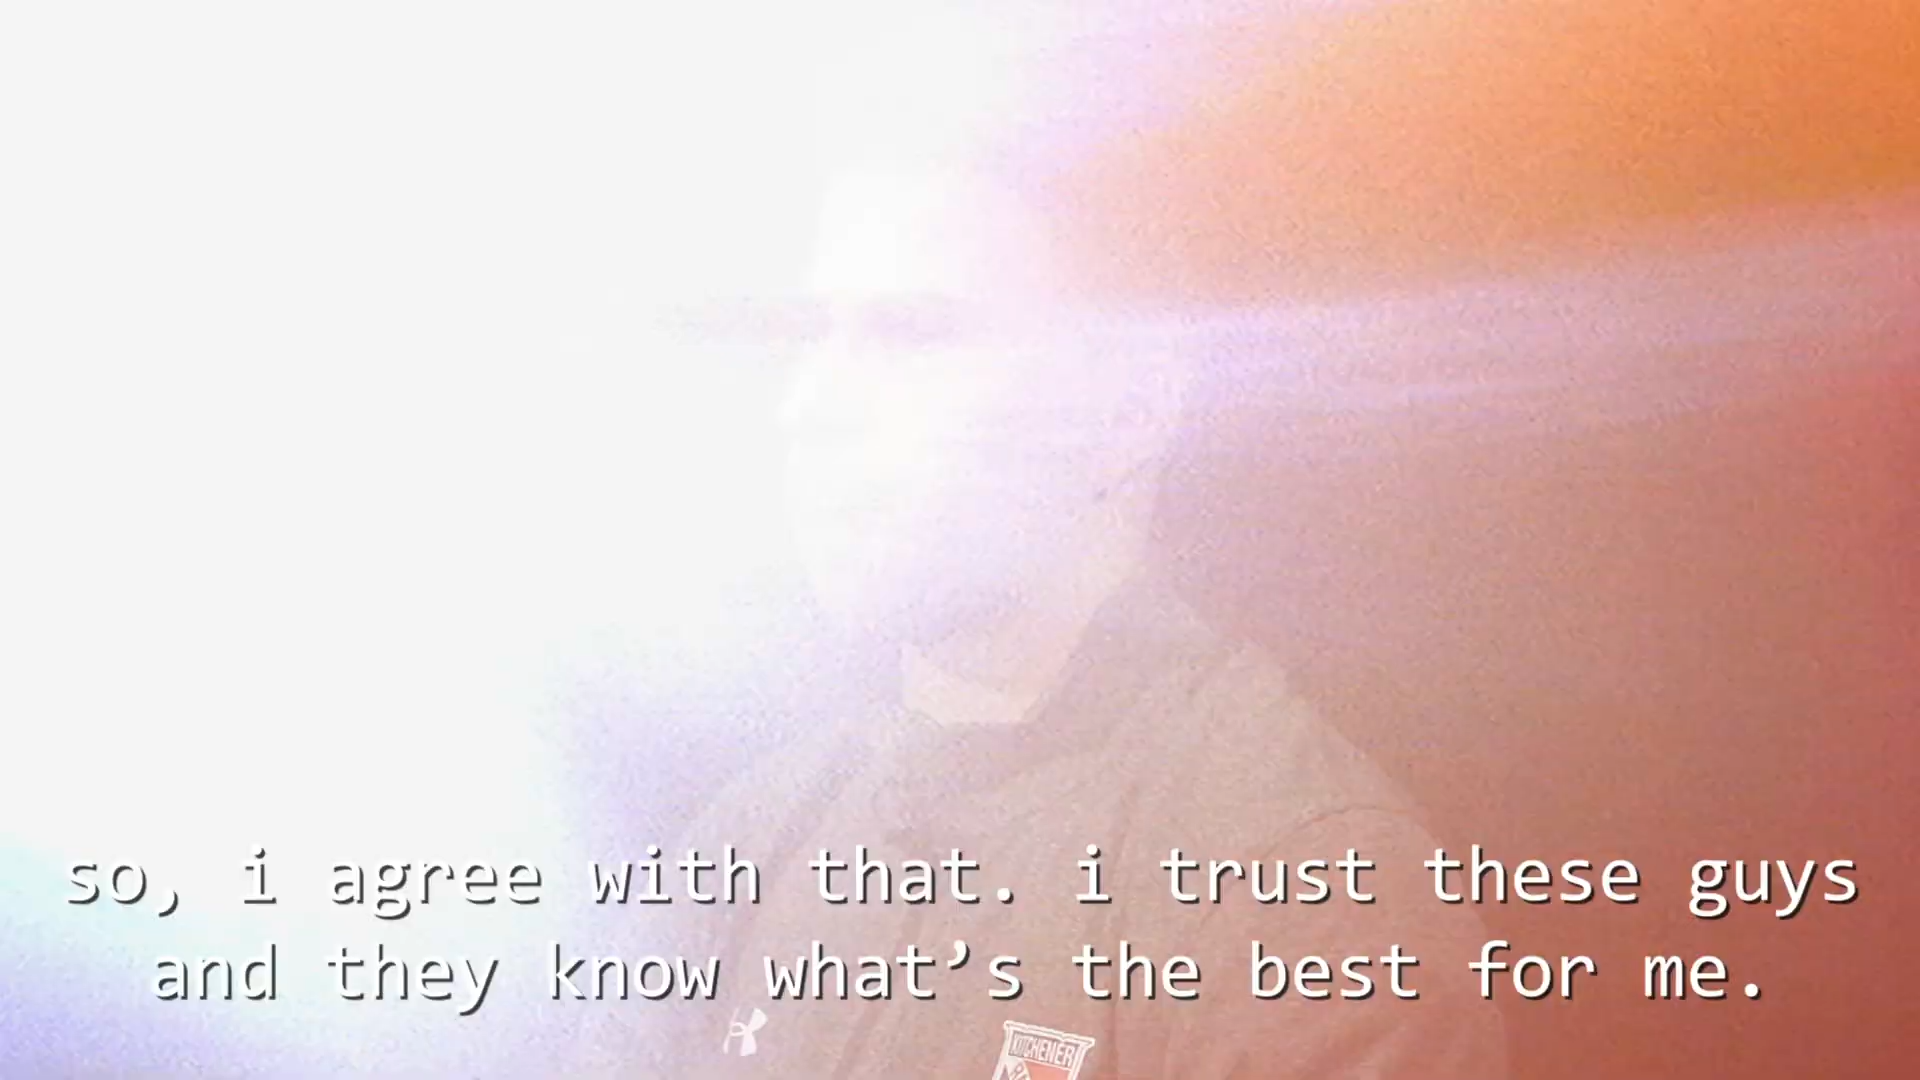 so, i agree with that. i trust these guys
and they know what’s the best for me.
KITCHENER